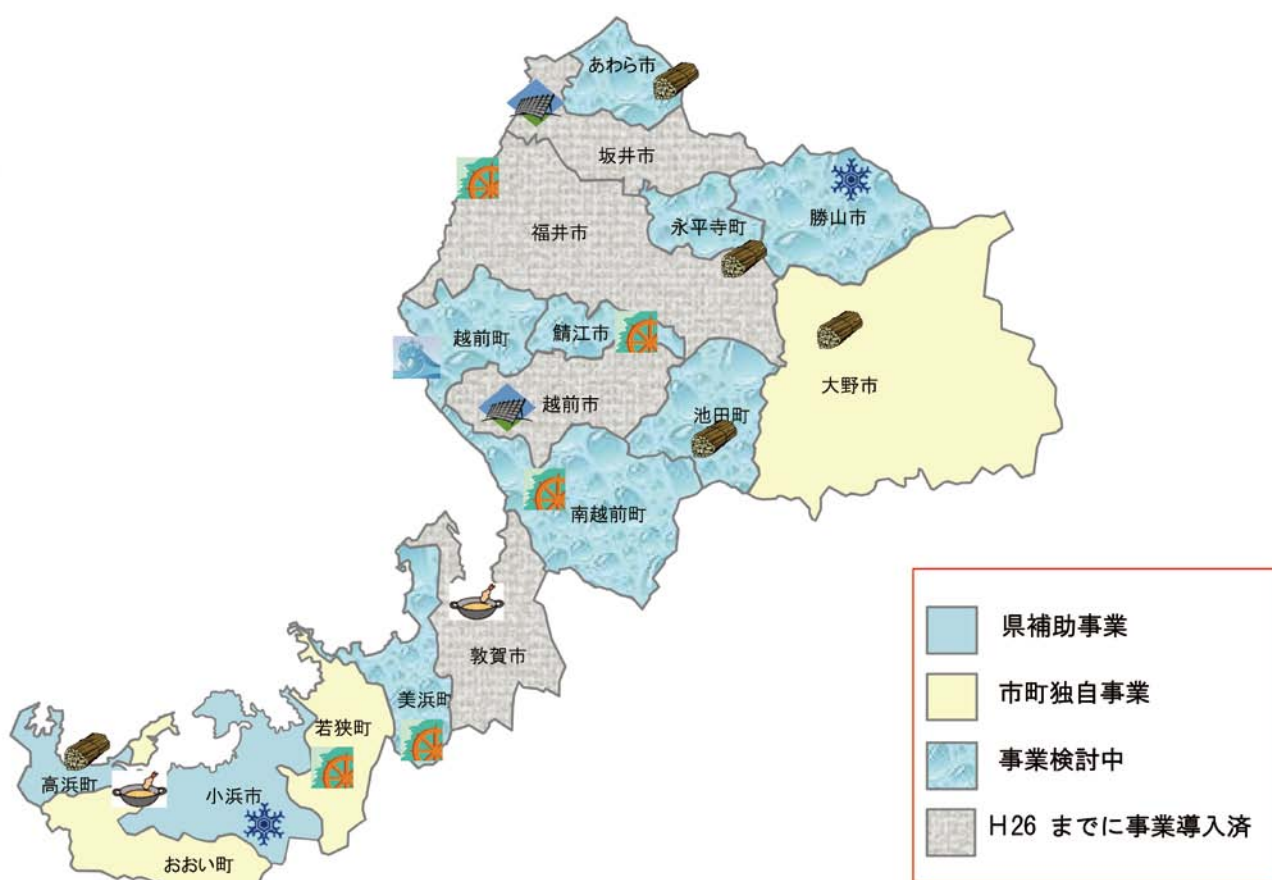 あわら市
坂井市
勝山市
永平寺町
福井市
越前町
鯖江市
大野市
越前市
池田町
南越前町
敦賀市
美浜町
若狭町
高浜町
小浜市
おおい町
県補助事業
市町独自事業
事業検討中
H26 までに事業導入済